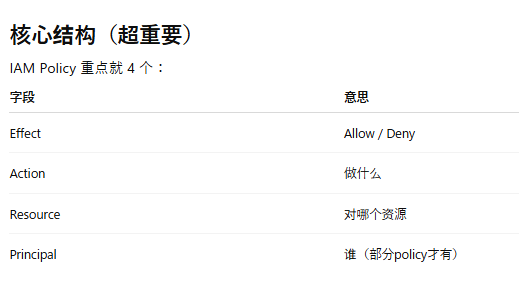 核心结构（超重要）
IAM Policy 重点就 4 个：
字段 意思
Effect Allow / Deny
Action 做什么
Resource 对哪个资源
Principal 谁（部分policy才有）